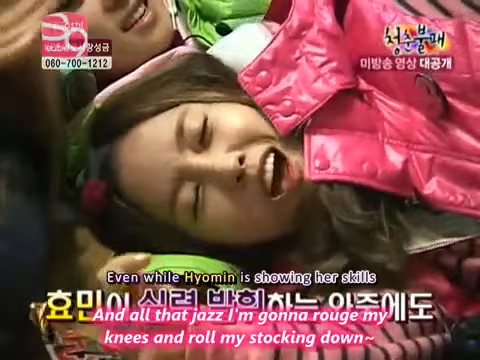 성금
060-700-1212
청춘불패
미방송 영상 대공개
Even while Hyomin is showing her skills
효민이 실력 발휘하는 와중에도
And all that jazz I'm gonna rouge my
knees and roll my stocking down~